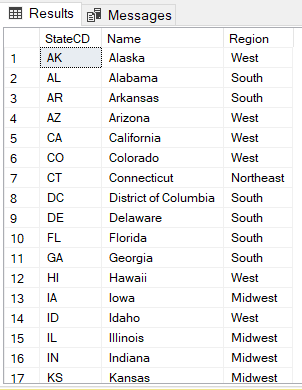 Results Messages
StateCD Name Region
1 AK Alaska West
2 AL Alabama South
3 AR Arkansas South
4 AZ Arizona West
5 CA California West
6 CO Colorado West
7 CT Connecticut Northeast
8 DC District of Columbia South
9 DE Delaware South
10 FL Florida South
11 GA Georgia South
12 HI Hawaii West
13 IA Iowa Midwest
14 ID Idaho West
15 IL Illinois Midwest
16 IN Indiana Midwest
17 KS Kansas Midwest